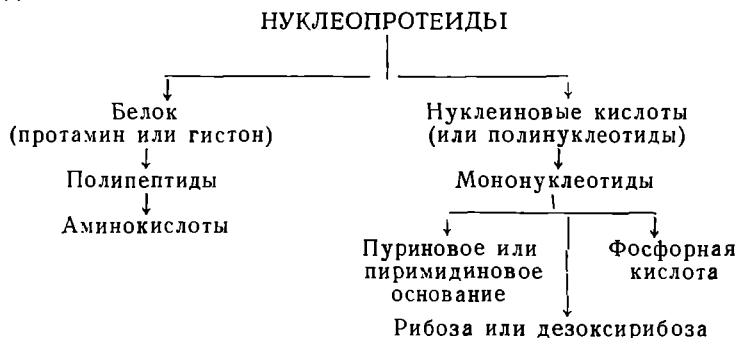 НУКЛЕОПРОТЕИДЫ
Белок
(протамин или гистон)
Полипептиды
Аминокислоты
Нуклеиновые кислоты
(или полинуклеотиды)
Мононуклеотиды
Пуриновое или
пиримидиновое
основание
Фосфорная
кислота
Рибоза или дезоксирибоза